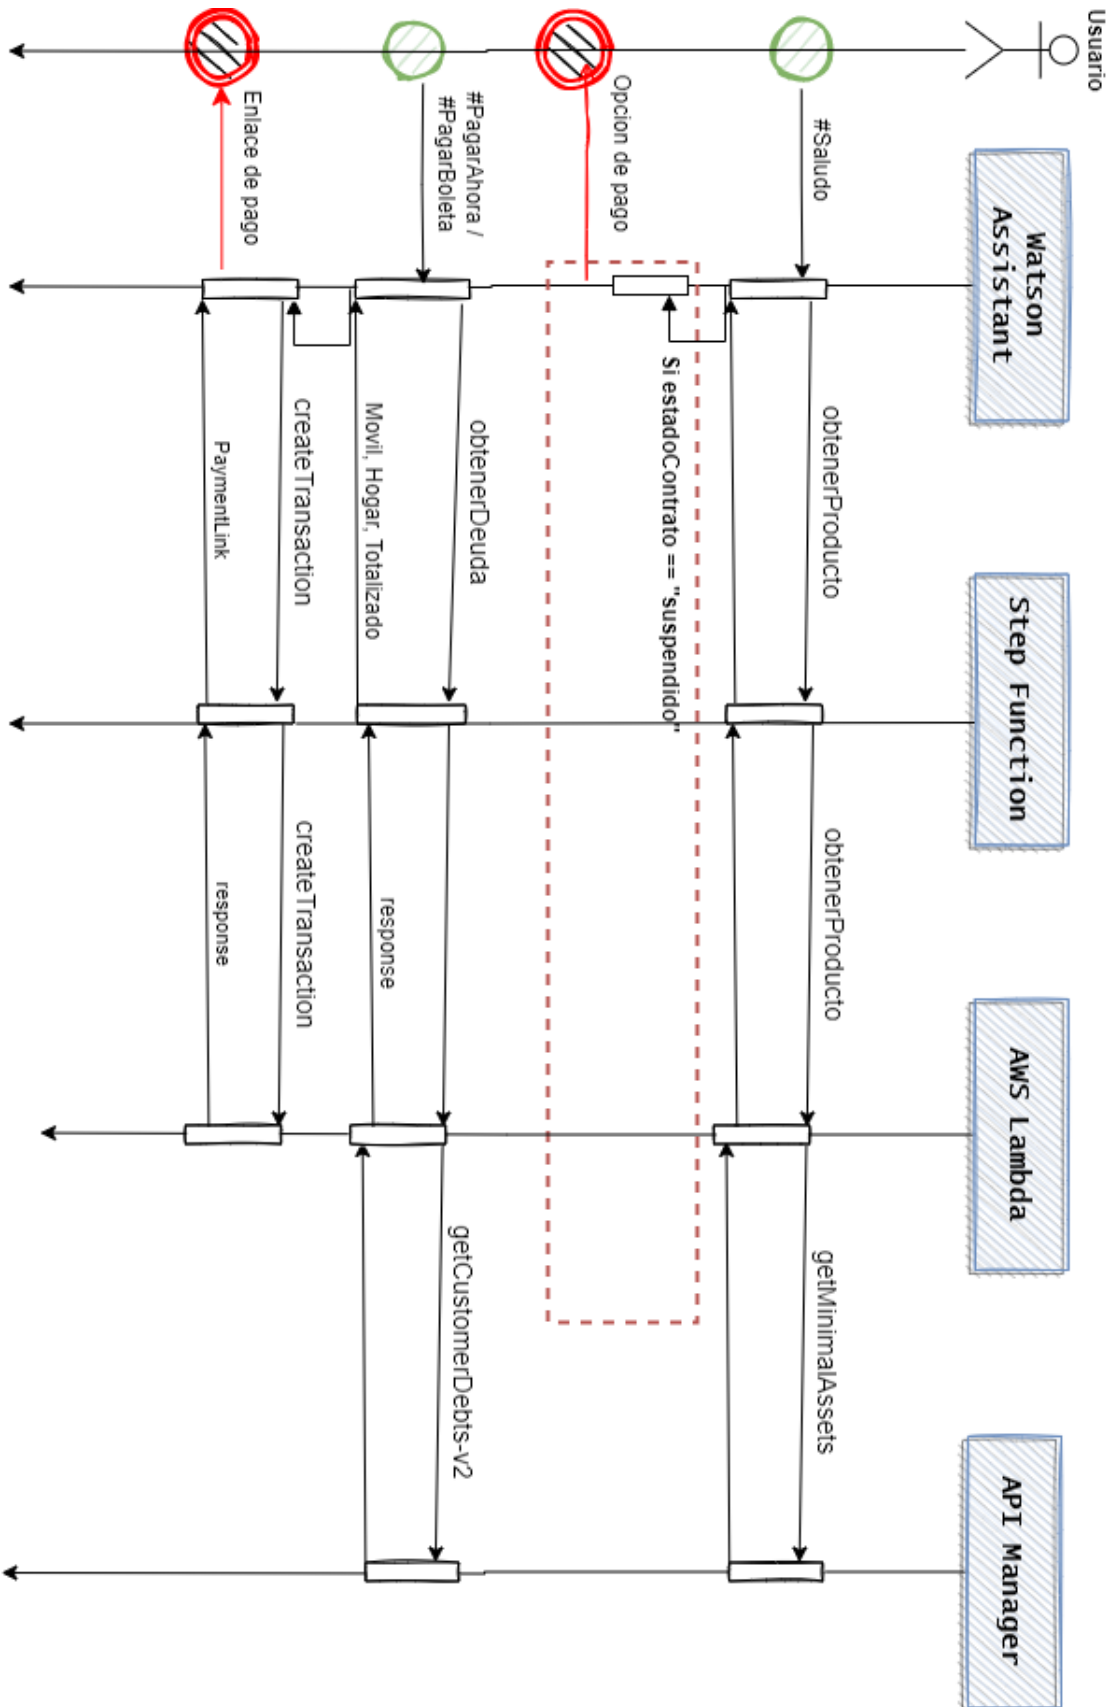 Usuario
Watson
Assistant
Step Function
AWS Lambda
API Manager
#Saludo
obtenerProducto
obtenerProducto
getMinimalAssets
Si estadoContrato == "suspendido"
Opcion de pago
#PagarAhora /
#PagarBoleta
obtenerDeuda
getCustomerDebts-v2
Movil, Hogar, Totalizado
response
createTransaction
createTransaction
Enlace de pago
PaymentLink
response